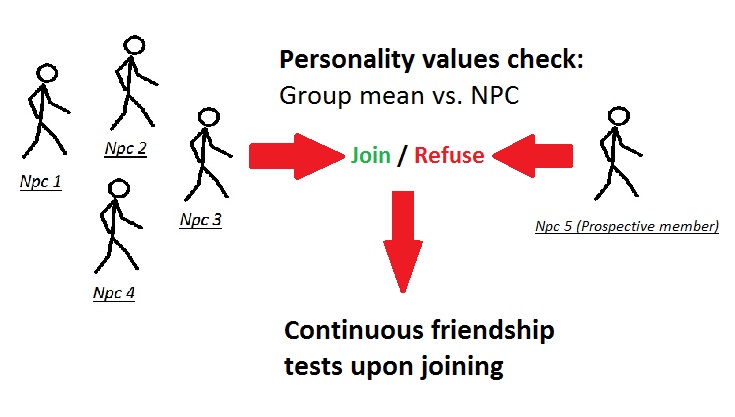 Personality values check:
Group mean vs. NPC
Npc 1
Npc 2
Npc 3
Npc 4
Join / Refuse
Npc 5 (Prospective member)
Continuous friendship
tests upon joining